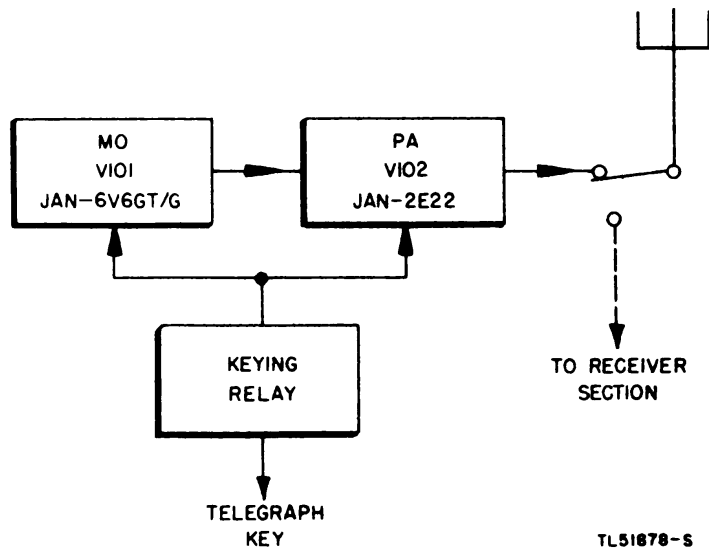 MO
V101
JAN-6V6GT/G
PA
V102
JAN-2E22
KEYING
RELAY
TO RECEIVER
SECTION
TELEGRAPH
KEY
TL51878-S